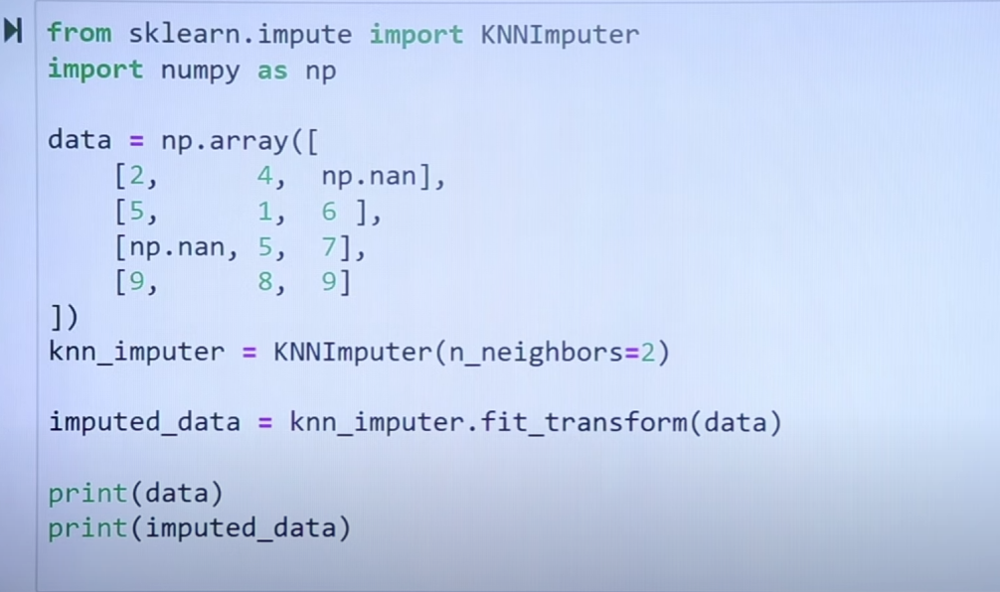 from sklearn.impute import KNNImputer
import numpy as np
data = np.array([
    [2,      4,  np.nan],
    [5,      1,  6 ],
    [np.nan, 5,  7],
    [9,      8,  9]
])
knn_imputer = KNNImputer(n_neighbors=2)
imputed_data = knn_imputer.fit_transform(data)
print(data)
print(imputed_data)